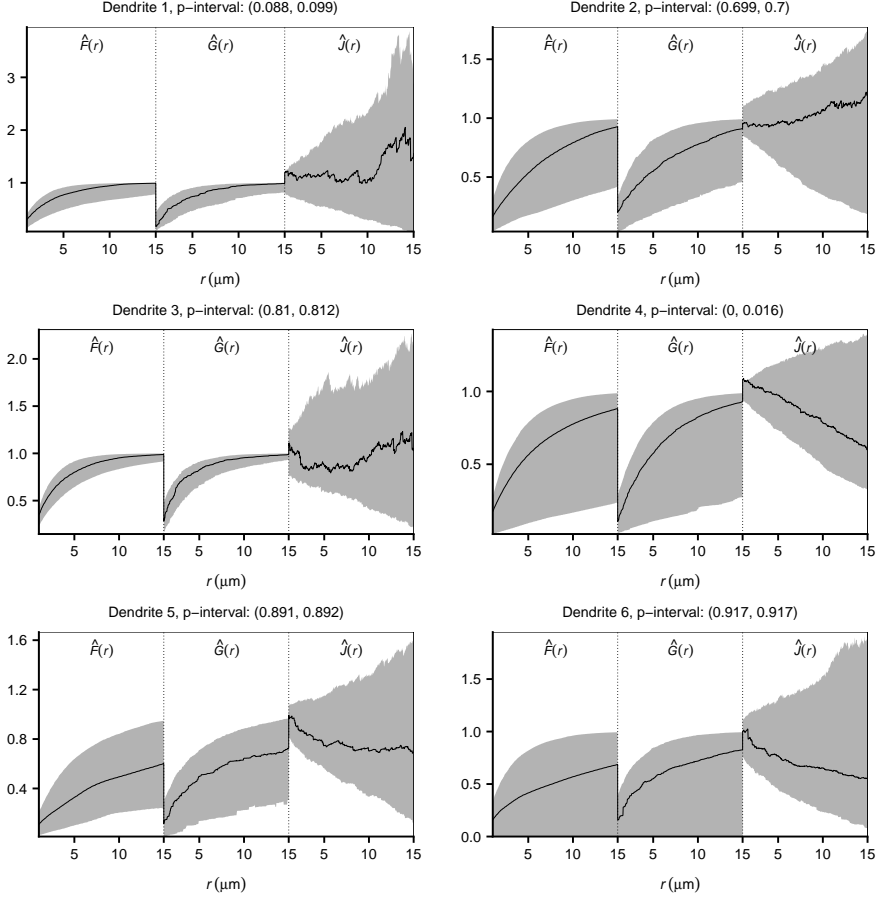 Dendrite 1, p−interval: (0.088, 0.099)
F̂(r) Ĝ(r) Ĵ(r)
3
2
1
5 10 15 5 10 15 5 10 15
r (μm)
Dendrite 2, p−interval: (0.699, 0.7)
F̂(r) Ĝ(r) Ĵ(r)
1.5
1.0
0.5
5 10 15 5 10 15 5 10 15
r (μm)
Dendrite 3, p−interval: (0.81, 0.812)
F̂(r) Ĝ(r) Ĵ(r)
2.0
1.5
1.0
0.5
5 10 15 5 10 15 5 10 15
r (μm)
Dendrite 4, p−interval: (0, 0.016)
F̂(r) Ĝ(r) Ĵ(r)
1.0
0.5
5 10 15 5 10 15 5 10 15
r (μm)
Dendrite 5, p−interval: (0.891, 0.892)
F̂(r) Ĝ(r) Ĵ(r)
1.6
1.2
0.8
0.4
5 10 15 5 10 15 5 10 15
r (μm)
Dendrite 6, p−interval: (0.917, 0.917)
F̂(r) Ĝ(r) Ĵ(r)
1.5
1.0
0.5
0.0
5 10 15 5 10 15 5 10 15
r (μm)